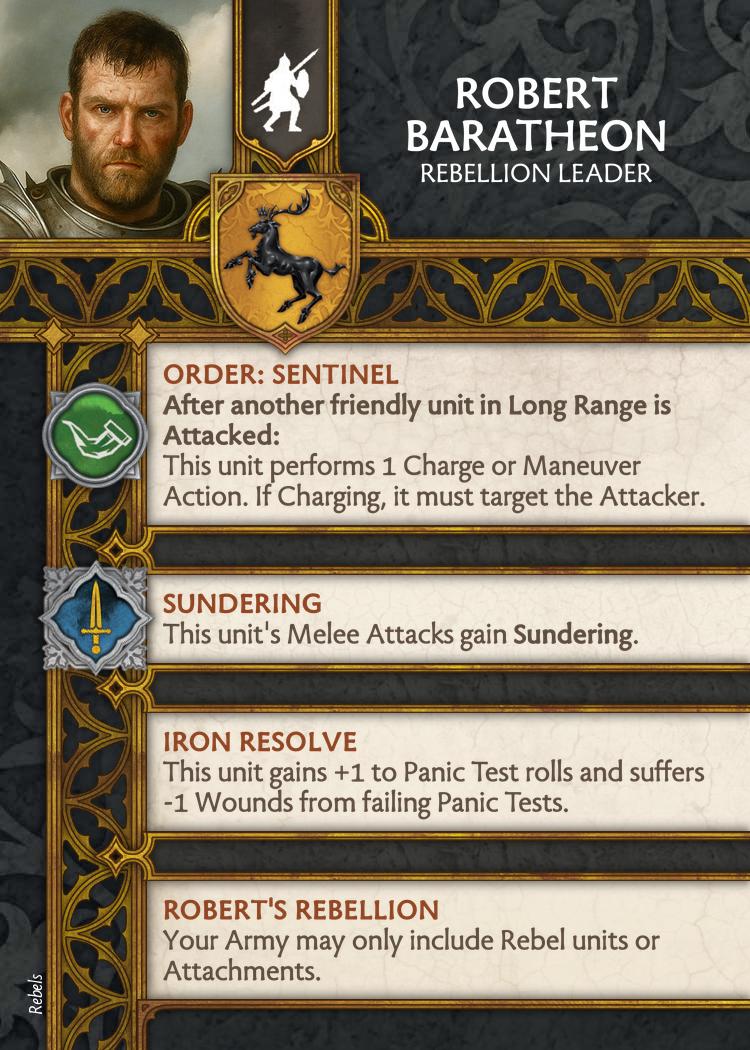 ROBERT
BARATHEON
REBELLION LEADER
ORDER: SENTINEL
After another friendly unit in Long Range is
Attacked:
This unit performs 1 Charge or Maneuver
Action. If Charging, it must target the Attacker.
SUNDERING
This unit's Melee Attacks gain Sundering.
IRON RESOLVE
This unit gains +1 to Panic Test rolls and suffers
-1 Wounds from failing Panic Tests.
ROBERT'S REBELLION
Your Army may only include Rebel units or
Attachments.
Rebels